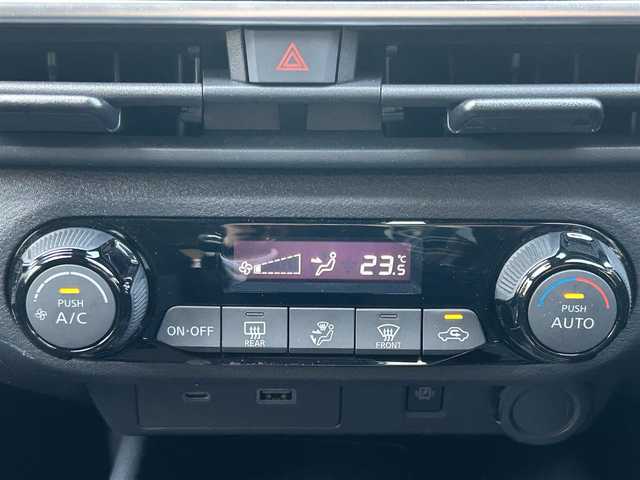 23.5 °C
PUSH
A/C
ON·OFF
REAR
FRONT
PUSH
AUTO